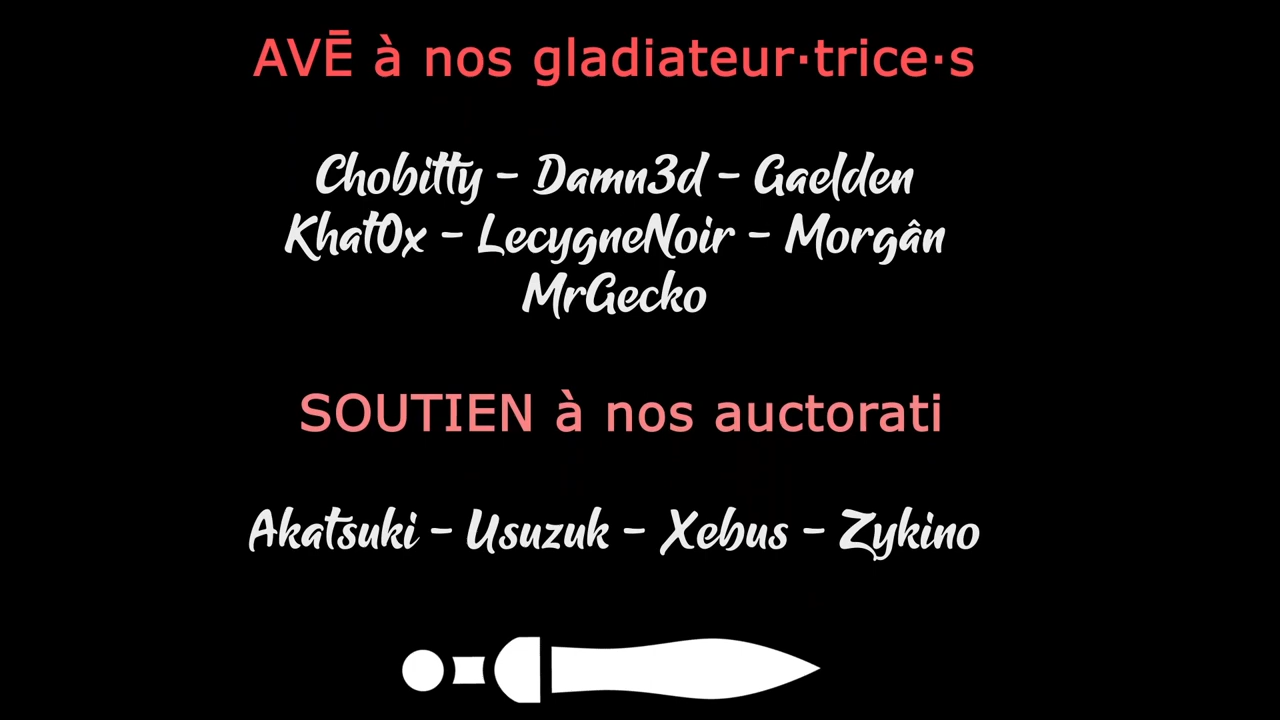 AVĒ à nos gladiateur·trice·s
Chobitty - Damn3d - Gaelden
Khat0x - LecygneNoir - Morgân
MrGecko
SOUTIEN à nos auctorati
Akatsuki - Usuzuk - Xebus - Zykino